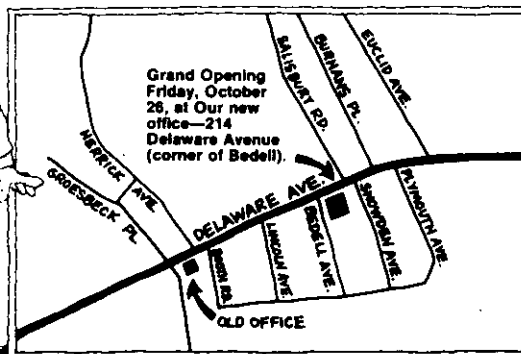 Grand Opening
Friday, October
26, at Our new
office—214
Delaware Avenue
(corner of Bedell).
SALISBURY RD.
BURHANS PL.
EUCLID AVE.
HERRICK AVE.
GROESBECK PL.
DELAWARE AVE.
LINCOLN AVE.
BEDELL AVE.
SNOWDEN AVE.
PLYMOUTH AVE.
OLD OFFICE